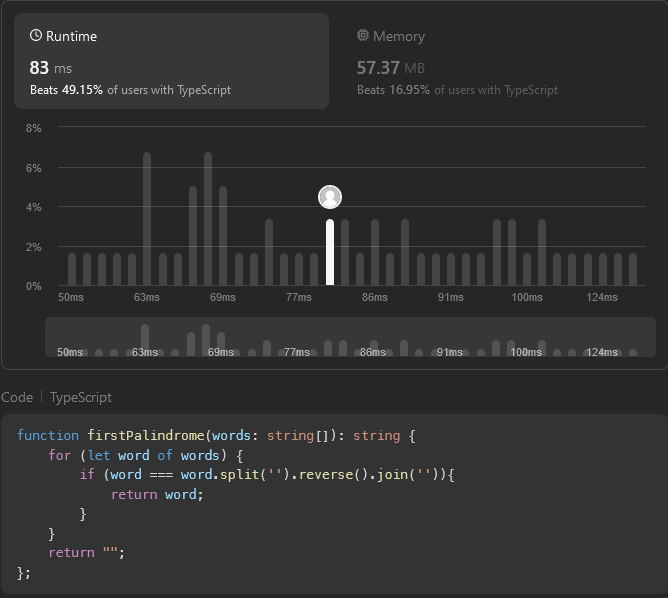 Runtime
Memory
83 ms
57.37 MB
Beats 49.15% of users with TypeScript
Beats 16.95% of users with TypeScript
8%
6%
4%
2%
0%
50ms 63ms 69ms 77ms 86ms 91ms 100ms 124ms
50ms 63ms 69ms 77ms 86ms 91ms 100ms 124ms
Code | TypeScript
function firstPalindrome(words: string[]): string {
    for (let word of words) {
        if (word === word.split('').reverse().join('')){
            return word;
        }
    }
    return "";
};